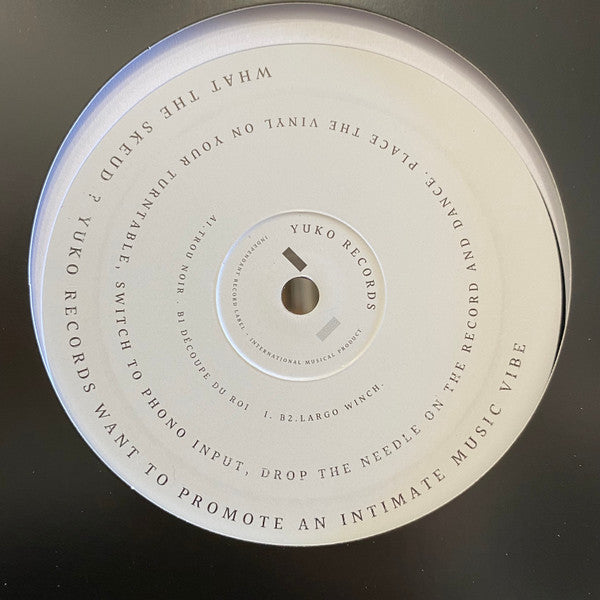 WHAT THE SKEUD ? YUKO RECORDS WANT TO PROMOTE AN INTIMATE MUSIC VIBE
PLACE THE VINYL ON YOUR TURNTABLE, SWITCH TO PHONO INPUT, DROP THE NEEDLE ON THE RECORD AND DANCE.
A1.TROU NOIR . B1 DÉCOUPE DU ROI I. B2.LARGO WINCH.
YUKO RECORDS
INDEPENDANT RECORD LABEL - INTERNATIONAL MUSICAL PRODUCT